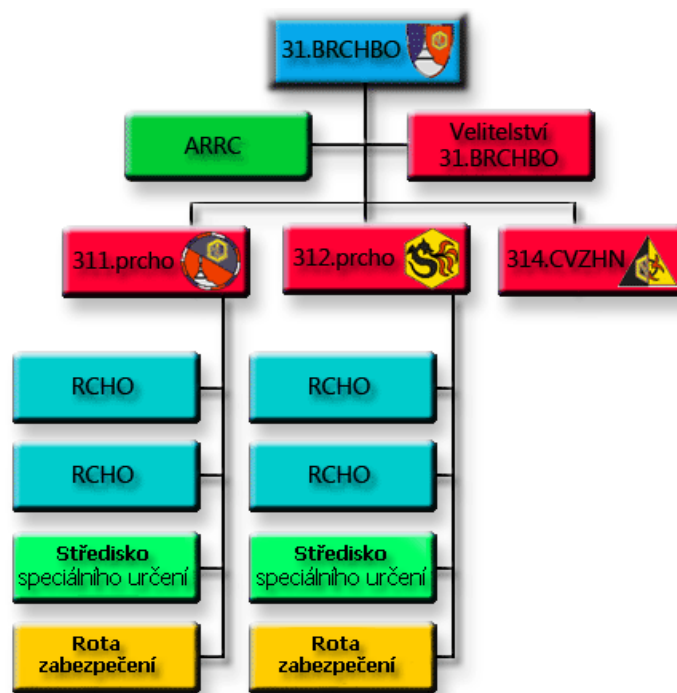 31.BRCHBO
ARRC
Velitelství
31.BRCHBO
311.prcho
312.prcho
314.CVZHN
RCHO
RCHO
Středisko
speciálního určení
Rota
zabezpečení
RCHO
RCHO
Středisko
speciálního určení
Rota
zabezpečení